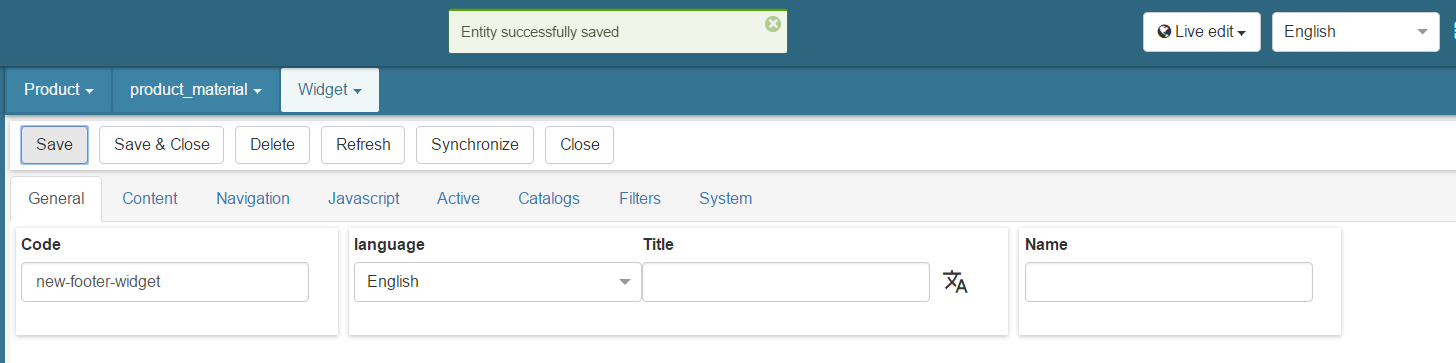 Entity successfully saved
Live edit
English
Product
product_material
Widget
Save
Save & Close
Delete
Refresh
Synchronize
Close
General
Content
Navigation
Javascript
Active
Catalogs
Filters
System
Code
language
Title
Name
new-footer-widget
English